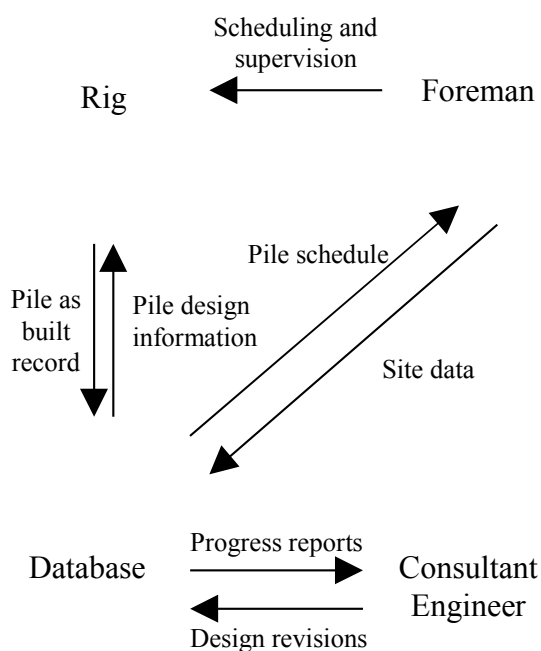 Scheduling and
supervision
Rig
Foreman
Pile schedule
Pile as
built
record
Pile design
information
Site data
Progress reports
Database
Consultant
Engineer
Design revisions